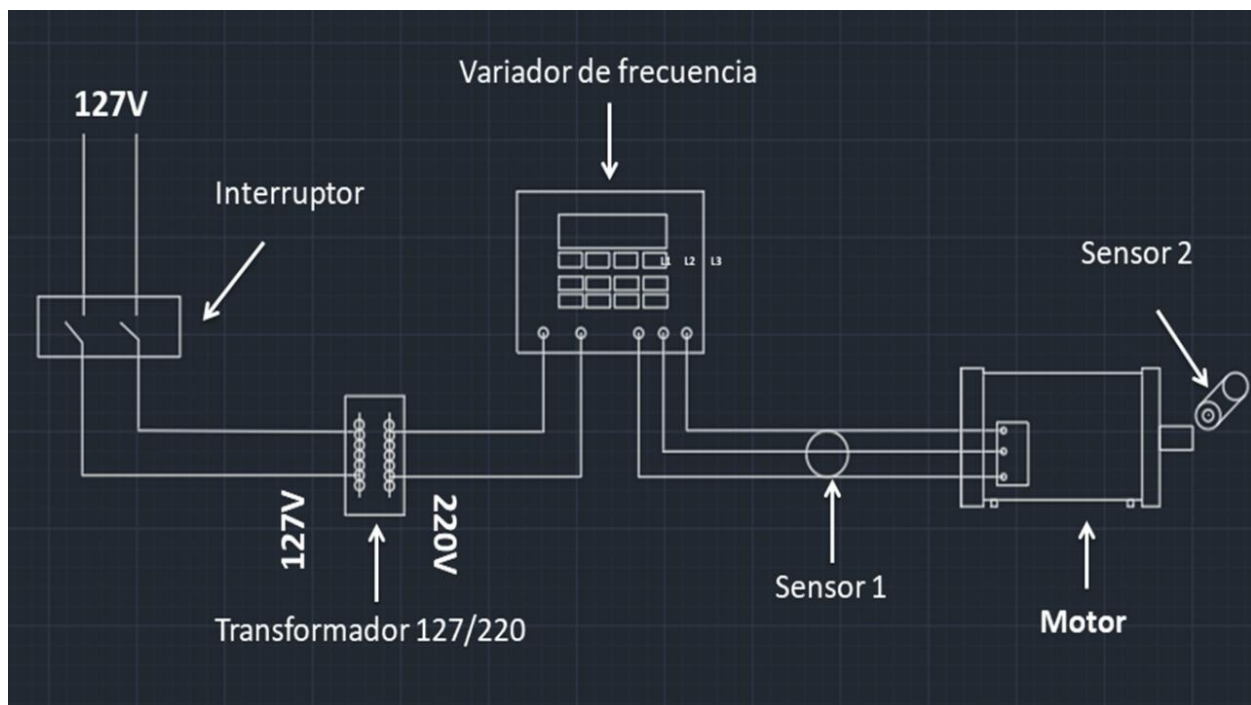 Variador de frecuencia
127V
Interruptor
Sensor 2
L1 L2 L3
127V
220V
Sensor 1
Transformador 127/220
Motor